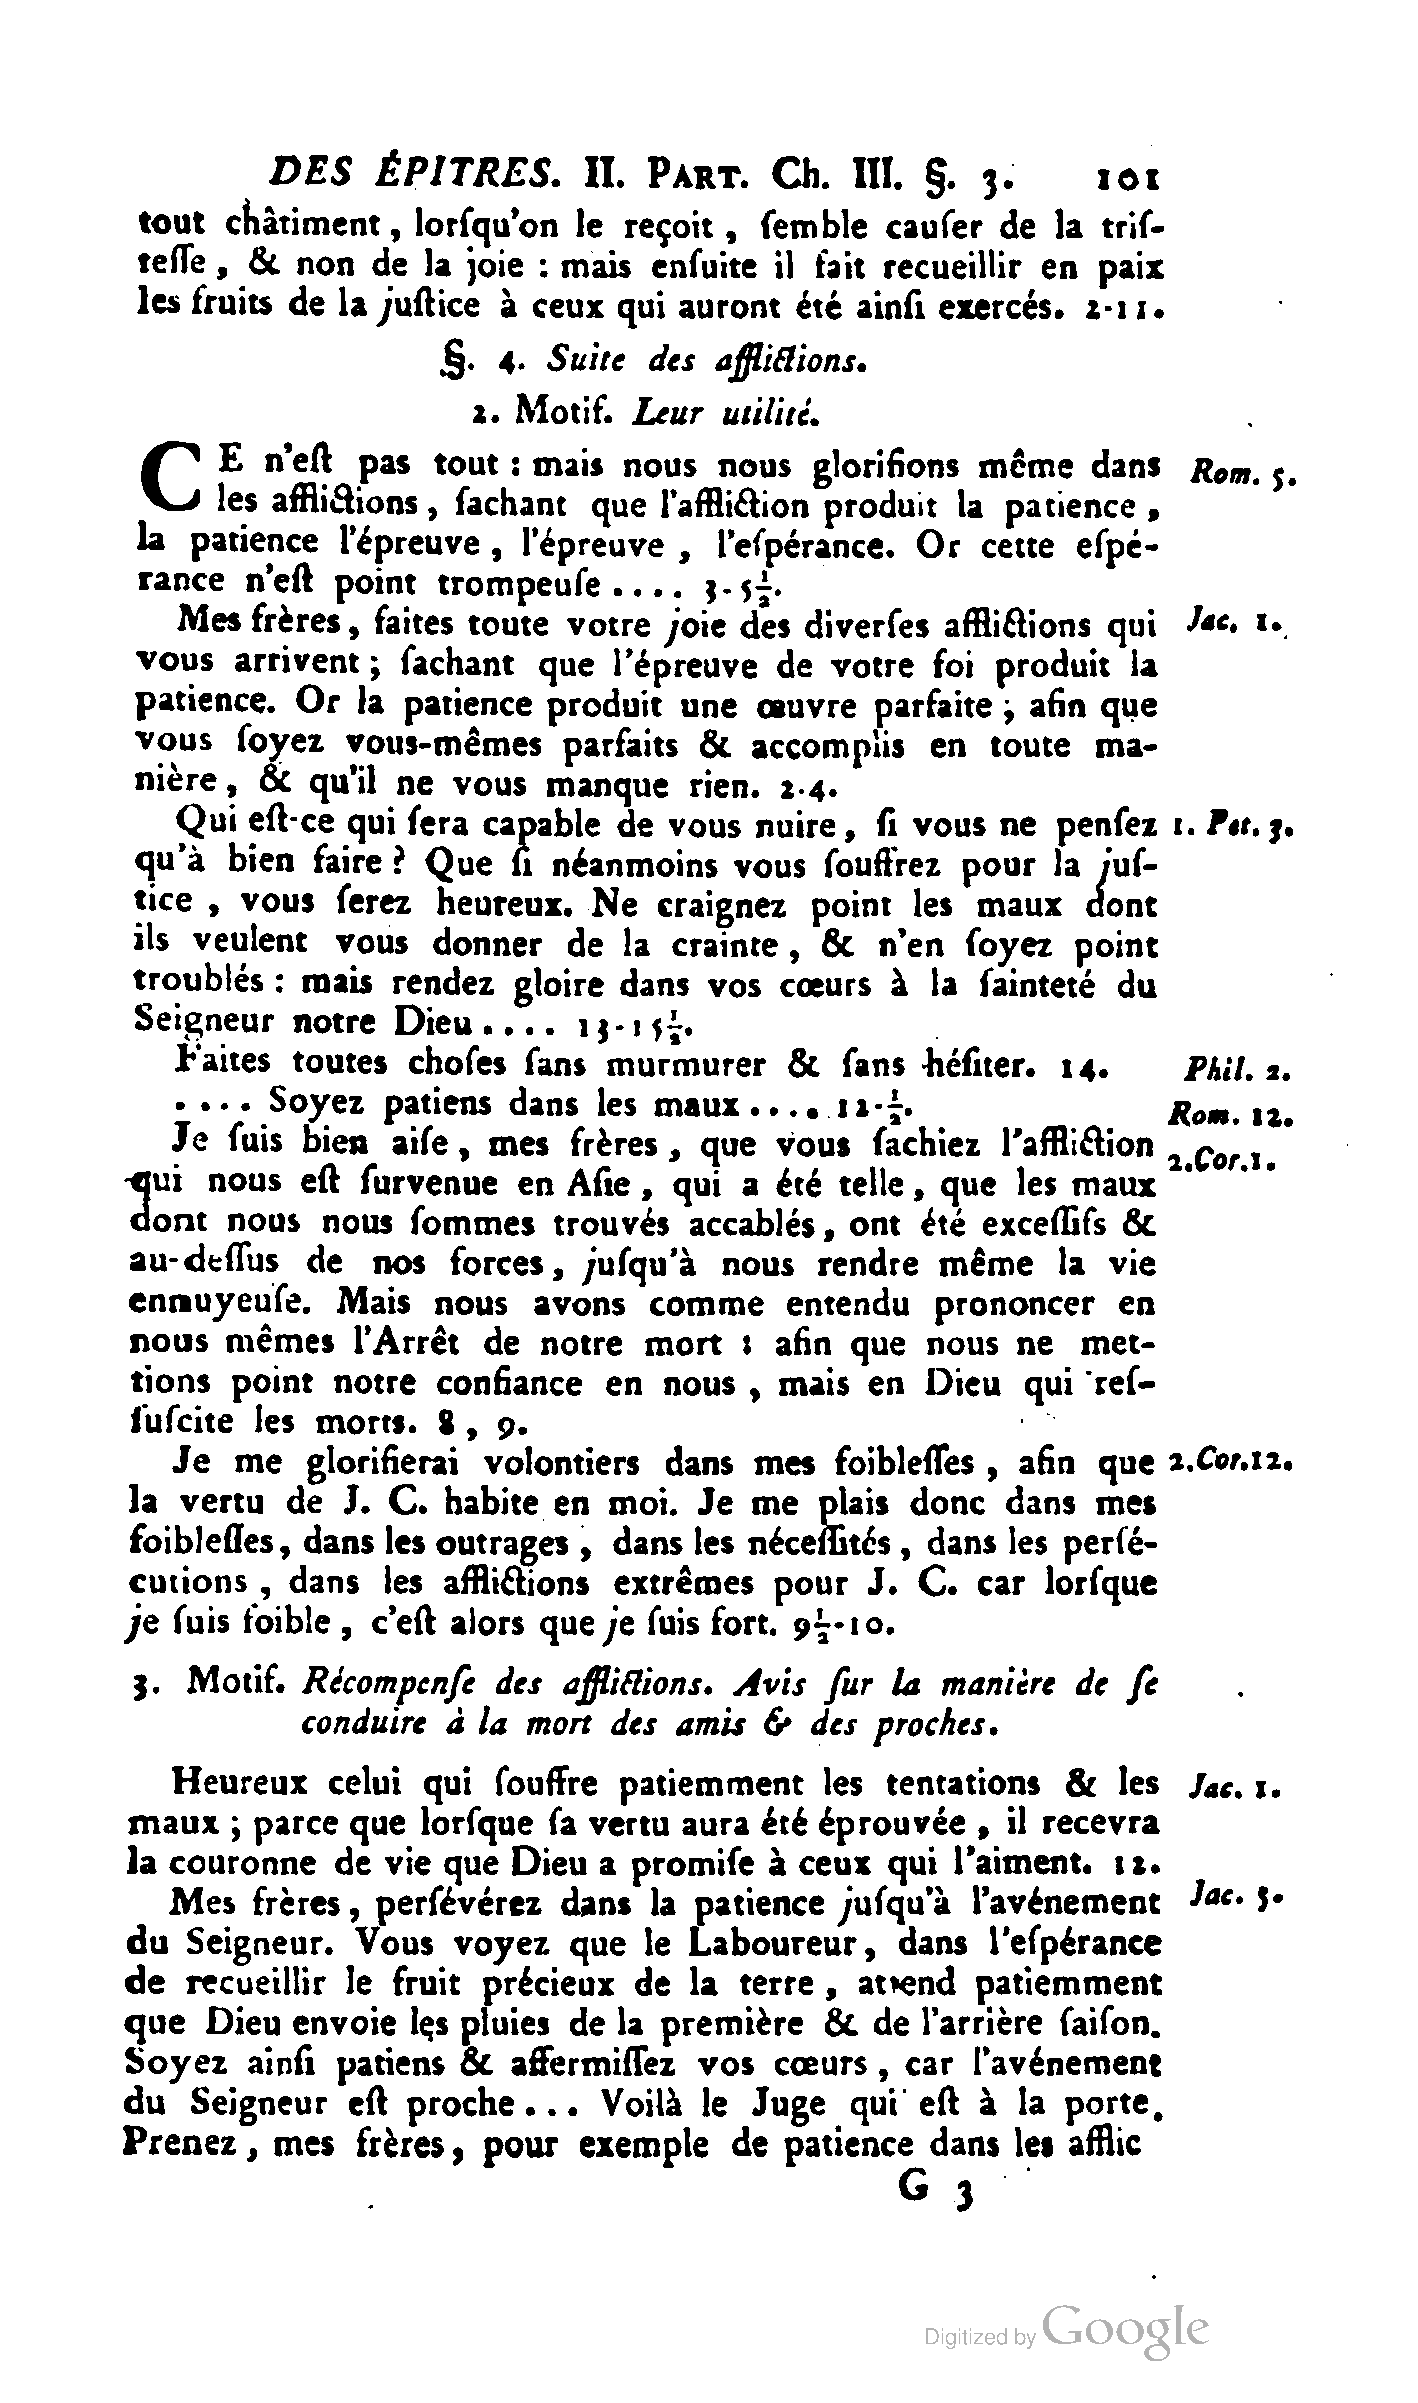 DES ÉPITRES. II. PART. Ch. III. §. 3. 101
tout châtiment, lorſqu'on le reçoit, ſemble cauſer de la triſ-
teſſe, & non de la joie : mais enſuite il fait recueillir en paix
les fruits de la juſtice à ceux qui auront été ainſi exercés. 2-11.
§. 4. Suite des afflictions.
2. Motif. Leur utilité.
CE n'eſt pas tout : mais nous nous glorifions même dans Rom. 5.
les afflictions, ſachant que l'affliction produit la patience,
la patience l'épreuve, l'épreuve, l'eſpérance. Or cette eſpé-
rance n'eſt point trompeuſe .... 3-5½.
Mes frères, faites toute votre joie des diverſes afflictions qui Jac. 1.
vous arrivent ; ſachant que l'épreuve de votre foi produit la
patience. Or la patience produit une œuvre parfaite ; afin que
vous ſoyez vous-mêmes parfaits & accomplis en toute ma-
nière, & qu'il ne vous manque rien. 2-4.
Qui eſt-ce qui ſera capable de vous nuire, ſi vous ne penſez 1. Pet. 3.
qu'à bien faire ? Que ſi néanmoins vous ſouffrez pour la juſ-
tice, vous ſerez heureux. Ne craignez point les maux dont
ils veulent vous donner de la crainte, & n'en ſoyez point
troublés : mais rendez gloire dans vos cœurs à la ſainteté du
Seigneur notre Dieu .... 13-15½.
Faites toutes choſes ſans murmurer & ſans héſiter. 14. Phil. 2.
.... Soyez patiens dans les maux .... 12-½. Rom. 12.
Je ſuis bien aiſe, mes frères, que vous ſachiez l'affliction 2.Cor.1.
qui nous eſt ſurvenue en Aſie, qui a été telle, que les maux
dont nous nous ſommes trouvés accablés, ont été exceſſifs &
au-deſſus de nos forces, juſqu'à nous rendre même la vie
ennuyeuſe. Mais nous avons comme entendu prononcer en
nous mêmes l'Arrêt de notre mort : afin que nous ne met-
tions point notre confiance en nous, mais en Dieu qui reſ-
ſuſcite les morts. 8, 9.
Je me glorifierai volontiers dans mes foibleſſes, afin que 2.Cor.12.
la vertu de J. C. habite en moi. Je me plais donc dans mes
foibleſſes, dans les outrages, dans les néceſſités, dans les perſé-
cutions, dans les afflictions extrêmes pour J. C. car lorſque
je ſuis foible, c'eſt alors que je ſuis fort. 9½-10.
3. Motif. Récompenſe des afflictions. Avis ſur la manière de ſe
conduire à la mort des amis & des proches.
Heureux celui qui ſouffre patiemment les tentations & les Jac. 1.
maux ; parce que lorſque ſa vertu aura été éprouvée, il recevra
la couronne de vie que Dieu a promiſe à ceux qui l'aiment. 12.
Mes frères, perſévérez dans la patience juſqu'à l'avénement Jac. 5.
du Seigneur. Vous voyez que le Laboureur, dans l'eſpérance
de recueillir le fruit précieux de la terre, attend patiemment
que Dieu envoie les pluies de la première & de l'arrière ſaiſon.
Soyez ainſi patiens & affermiſſez vos cœurs, car l'avénement
du Seigneur eſt proche ... Voilà le Juge qui eſt à la porte.
Prenez, mes frères, pour exemple de patience dans les afflic
G 3
Digitized by Google